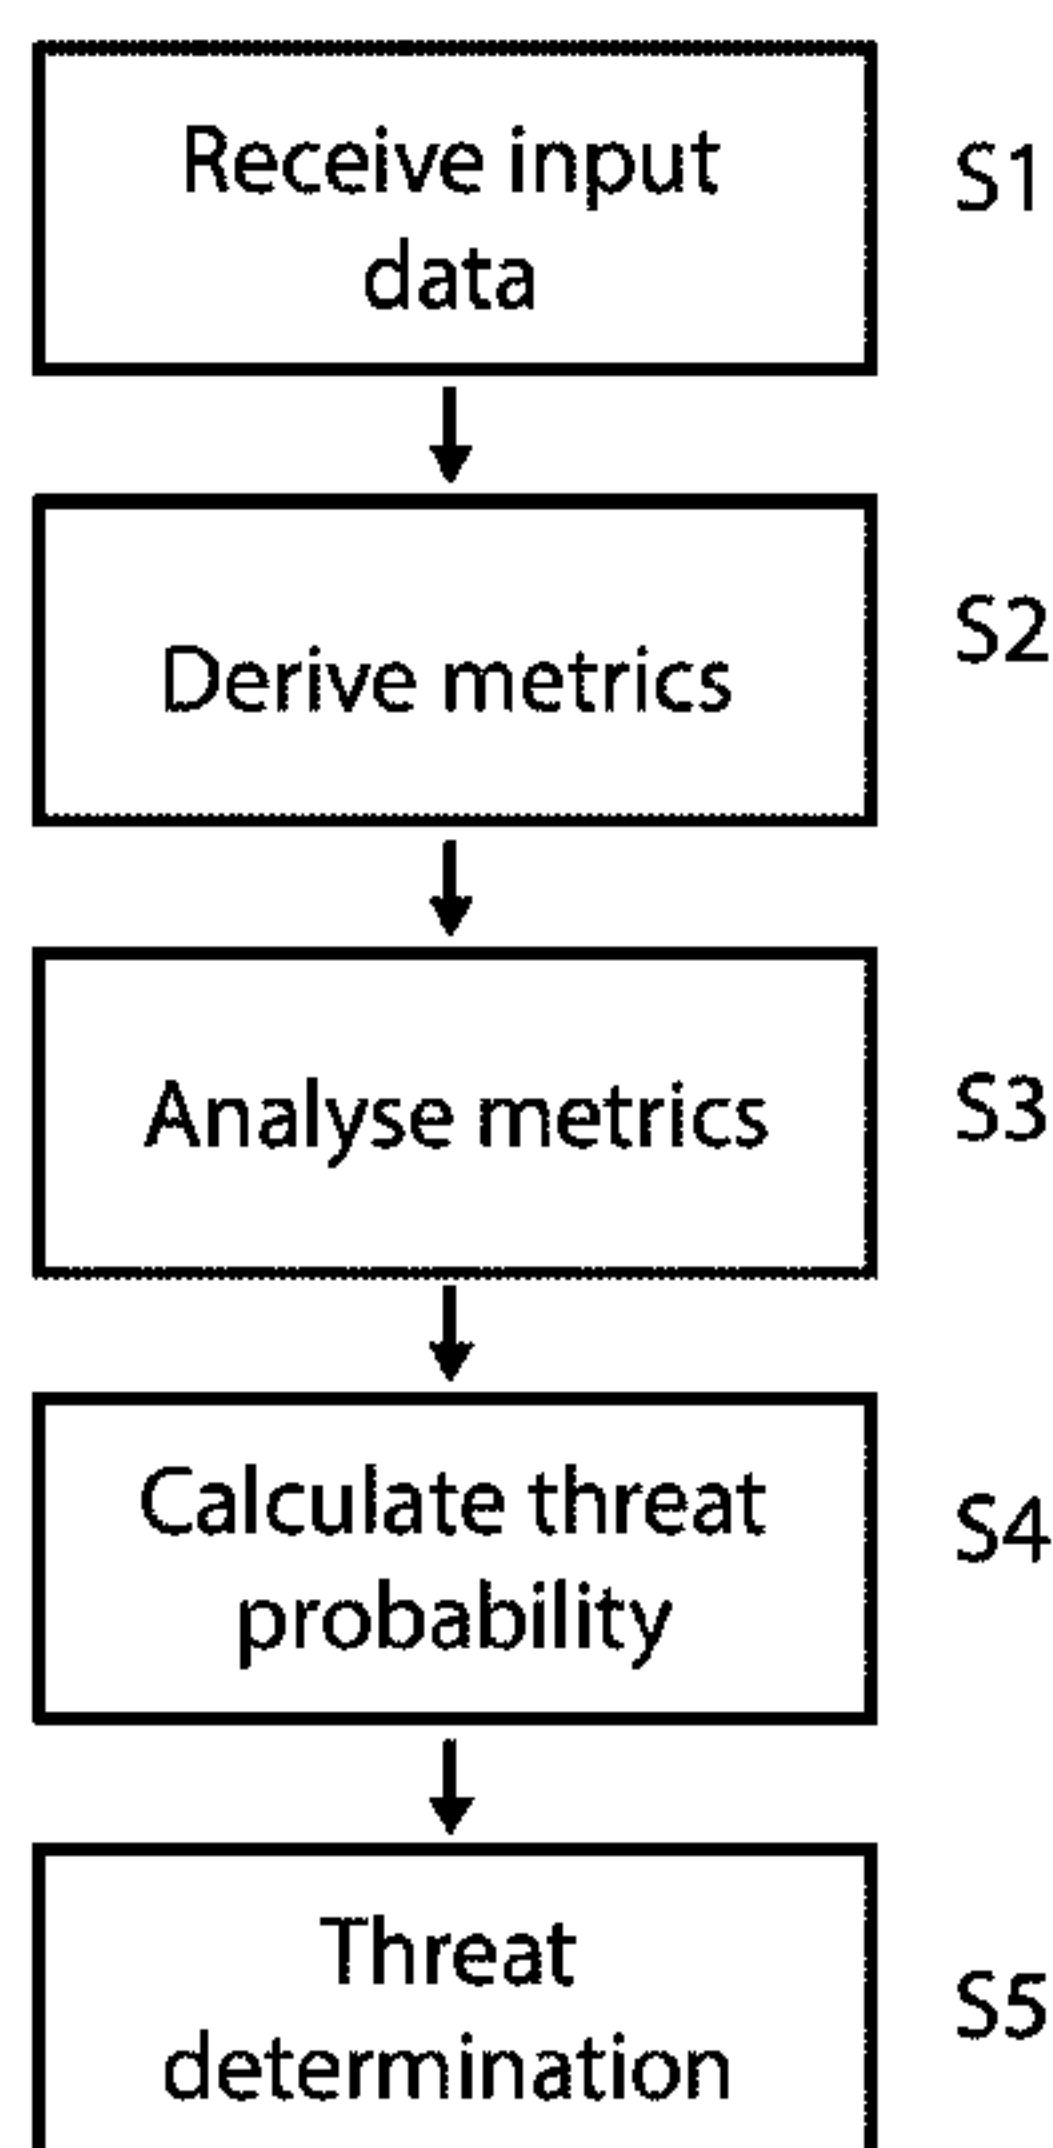 Receive input
data
S1
Derive metrics
S2
Analyse metrics
S3
Calculate threat
probability
S4
Threat
determination
S5